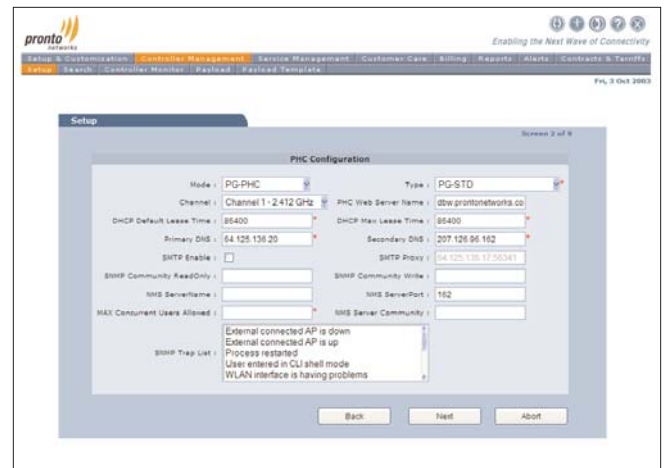 pronto
networks
Enabling the Next Wave of Connectivity
Setup & Customization Controller Management Service Management Customer Care Billing Reports Alerts Contracts & Tariffs
Setup Search Controller Monitor Payload Payload Template
Fri, 3 Oct 2003
Setup
Screen 2 of
PHC Configuration
Mode : PG-PHC Type : PG-STD *
Channel : Channel 1 - 2.412 GHz PHC Web Server Name : dbw.prontonetworks.co
DHCP Default Lease Time : 86400 * DHCP Max Lease Time : 86400 *
Primary DNS : 64.125.136.20 * Secondary DNS : 207.126.96.162 *
SMTP Enable : SMTP Proxy : 64.125.136.17:56341
SNMP Community ReadOnly : SNMP Community Write :
NMS ServerName : NMS ServerPort : 162
MAX Concurrent Users Allowed : * NMS Server Community :
SNMP Trap List :
External connected AP is down
External connected AP is up
Process restarted
User entered in CLI shell mode
WLAN interface is having problems
Back Next Abort